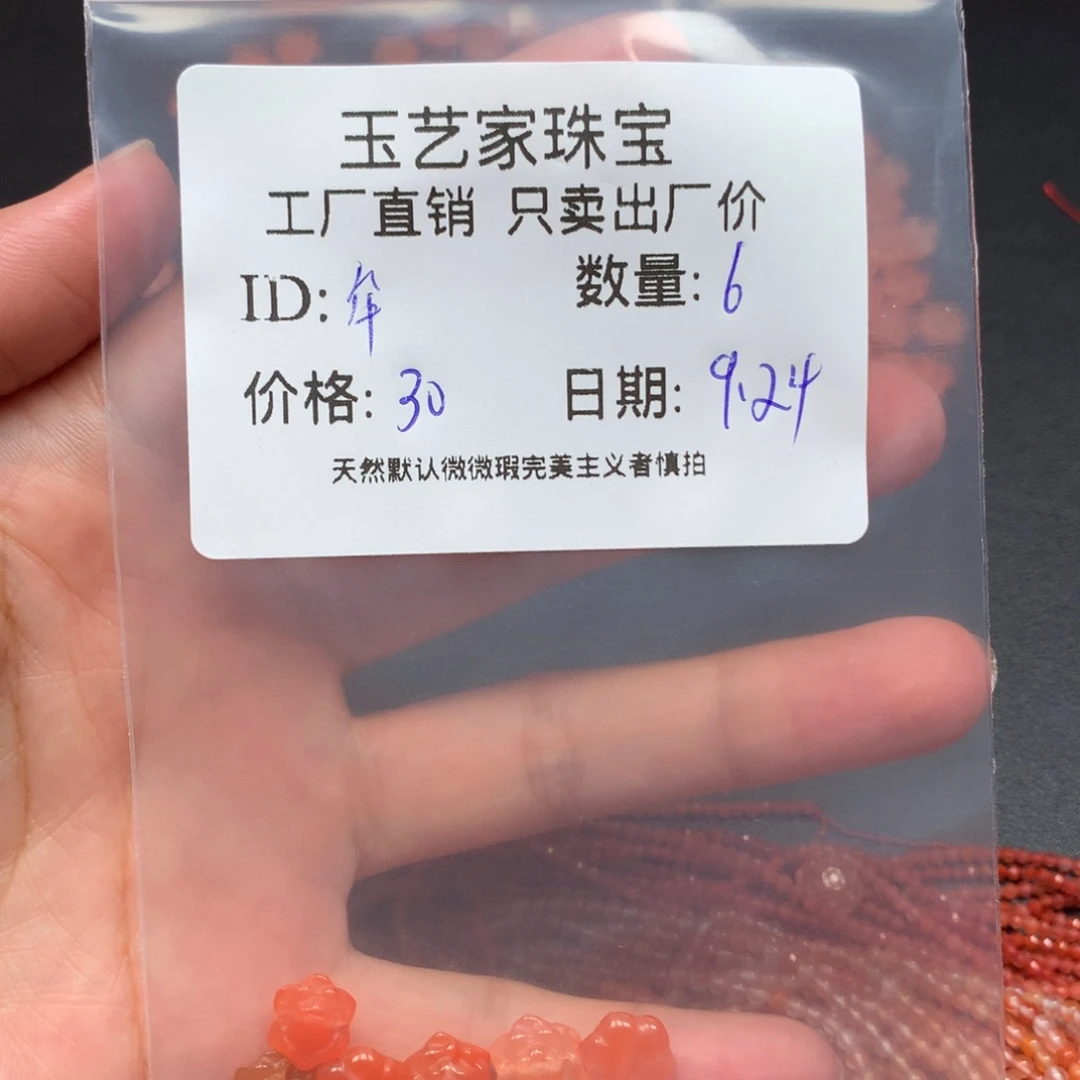 玉艺家珠宝
工厂直销 只卖出厂价
ID: 年 数量: 6
价格: 30 日期: 9.24
天然默认微微瑕完美主义者慎拍